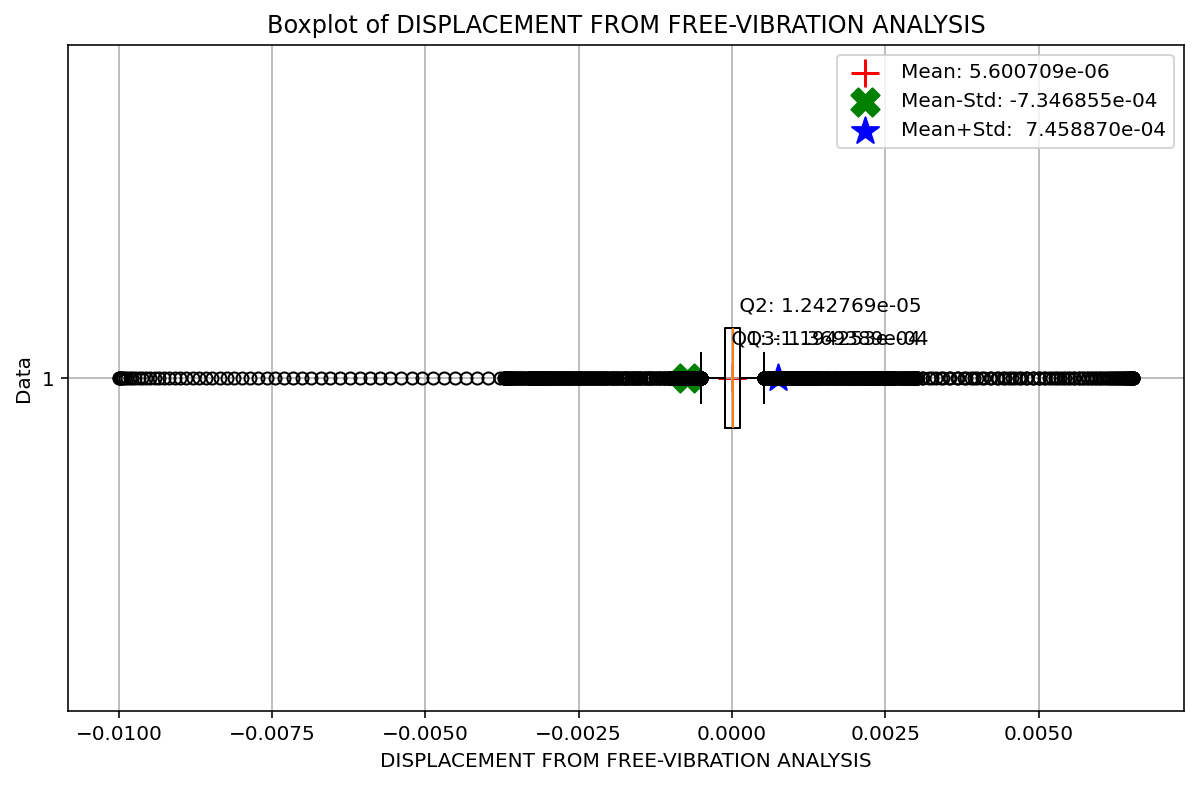 Boxplot of DISPLACEMENT FROM FREE-VIBRATION ANALYSIS
Mean: 5.600709e-06
Mean-Std: -7.346855e-04
Mean+Std: 7.458870e-04
Q2: 1.242769e-05
Data
1
−0.0100 −0.0075 −0.0050 −0.0025 0.0000 0.0025 0.0050
DISPLACEMENT FROM FREE-VIBRATION ANALYSIS